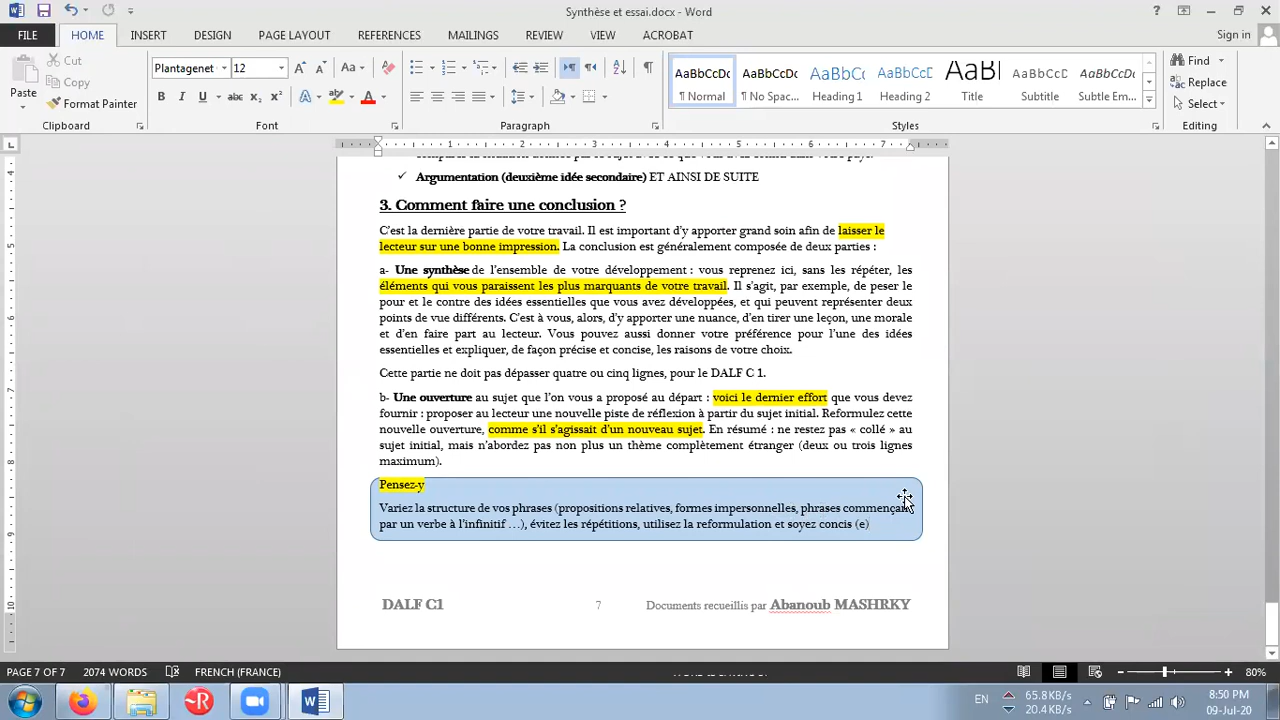 Synthèse et essai.docx - Word
FILE HOME INSERT DESIGN PAGE LAYOUT REFERENCES MAILINGS REVIEW VIEW ACROBAT Sign in
Cut
Copy
Paste Format Painter
Plantagenet 12
AaBbCcDc AaBbCcDc AaBbCc AaBbCc AaBl AaBbCcD AaBbCcDc
¶ Normal ¶ No Spac... Heading 1 Heading 2 Title Subtitle Subtle Em...
Find
Replace
Select
Clipboard Font Paragraph Styles Editing
Argumentation (deuxième idée secondaire) ET AINSI DE SUITE
3. Comment faire une conclusion ?
C'est la dernière partie de votre travail. Il est important d'y apporter grand soin afin de laisser le
lecteur sur une bonne impression. La conclusion est généralement composée de deux parties :
a- Une synthèse de l'ensemble de votre développement : vous reprenez ici, sans les répéter, les
éléments qui vous paraissent les plus marquants de votre travail. Il s'agit, par exemple, de peser le
pour et le contre des idées essentielles que vous avez développées, et qui peuvent représenter deux
points de vue différents. C'est à vous, alors, d'y apporter une nuance, d'en tirer une leçon, une morale
et d'en faire part au lecteur. Vous pouvez aussi donner votre préférence pour l'une des idées
essentielles et expliquer, de façon précise et concise, les raisons de votre choix.
Cette partie ne doit pas dépasser quatre ou cinq lignes, pour le DALF C 1.
b- Une ouverture au sujet que l'on vous a proposé au départ : voici le dernier effort que vous devez
fournir : proposer au lecteur une nouvelle piste de réflexion à partir du sujet initial. Reformulez cette
nouvelle ouverture, comme s'il s'agissait d'un nouveau sujet. En résumé : ne restez pas « collé » au
sujet initial, mais n'abordez pas non plus un thème complètement étranger (deux ou trois lignes
maximum).
Pensez-y
Variez la structure de vos phrases (propositions relatives, formes impersonnelles, phrases commençant
par un verbe à l'infinitif …), évitez les répétitions, utilisez la reformulation et soyez concis (e)
DALF C1 7 Documents recueillis par Abanoub MASHRKY
PAGE 7 OF 7 2074 WORDS FRENCH (FRANCE) 80%
EN 65.8KB/s 8:50 PM
20.4KB/s 09-Jul-20